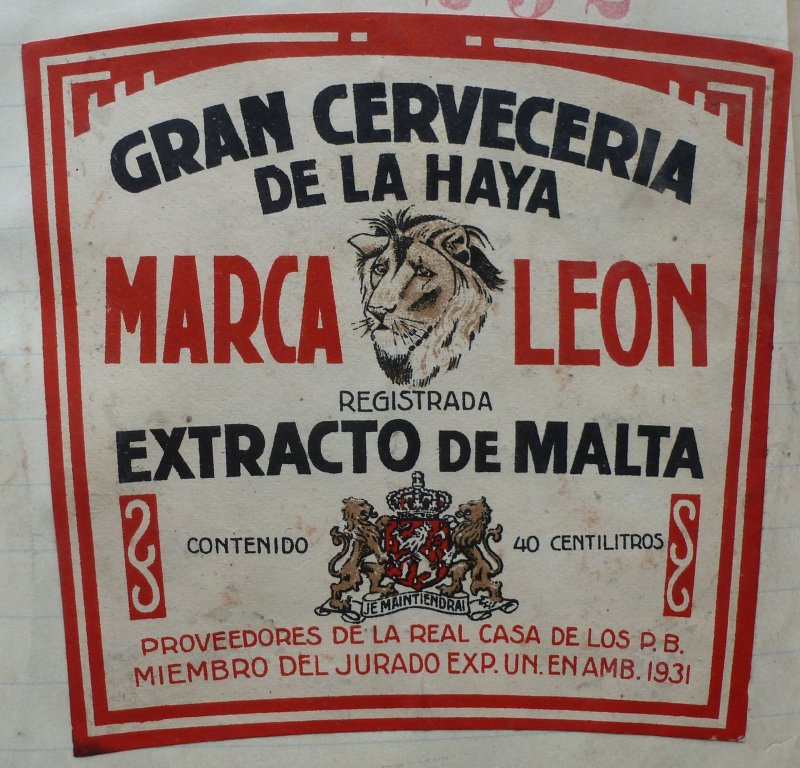 GRAN CERVECERIA
DE LA HAYA
MARCA LEON
REGISTRADA
EXTRACTO DE MALTA
CONTENIDO 40 CENTILITROS
JE MAINTIENDRAI
PROVEEDORES DE LA REAL CASA DE LOS P.B.
MIEMBRO DEL JURADO EXP. UN. EN AMB. 1931